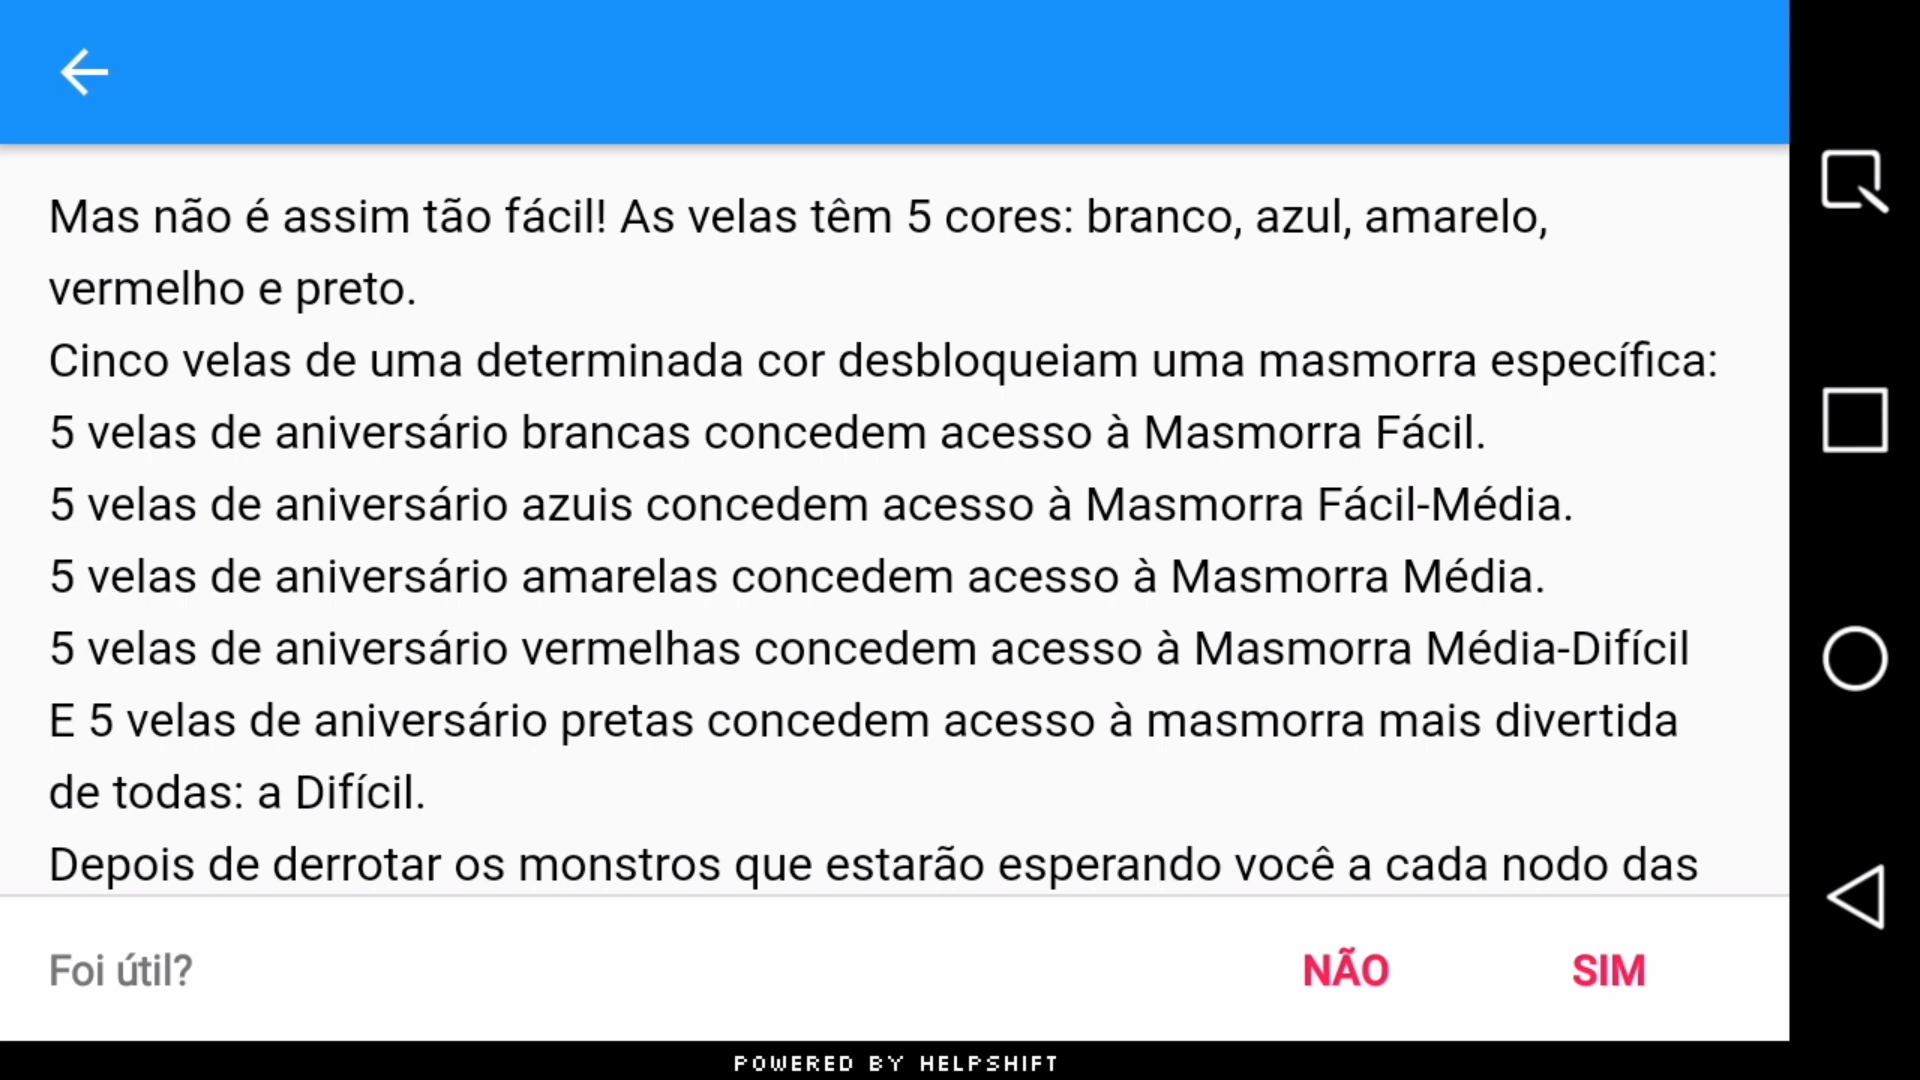 Mas não é assim tão fácil! As velas têm 5 cores: branco, azul, amarelo,
vermelho e preto.
Cinco velas de uma determinada cor desbloqueiam uma masmorra específica:
5 velas de aniversário brancas concedem acesso à Masmorra Fácil.
5 velas de aniversário azuis concedem acesso à Masmorra Fácil-Média.
5 velas de aniversário amarelas concedem acesso à Masmorra Média.
5 velas de aniversário vermelhas concedem acesso à Masmorra Média-Difícil
E 5 velas de aniversário pretas concedem acesso à masmorra mais divertida
de todas: a Difícil.
Depois de derrotar os monstros que estarão esperando você a cada nodo das
Foi útil?
NÃO
SIM
POWERED BY HELPSHIFT